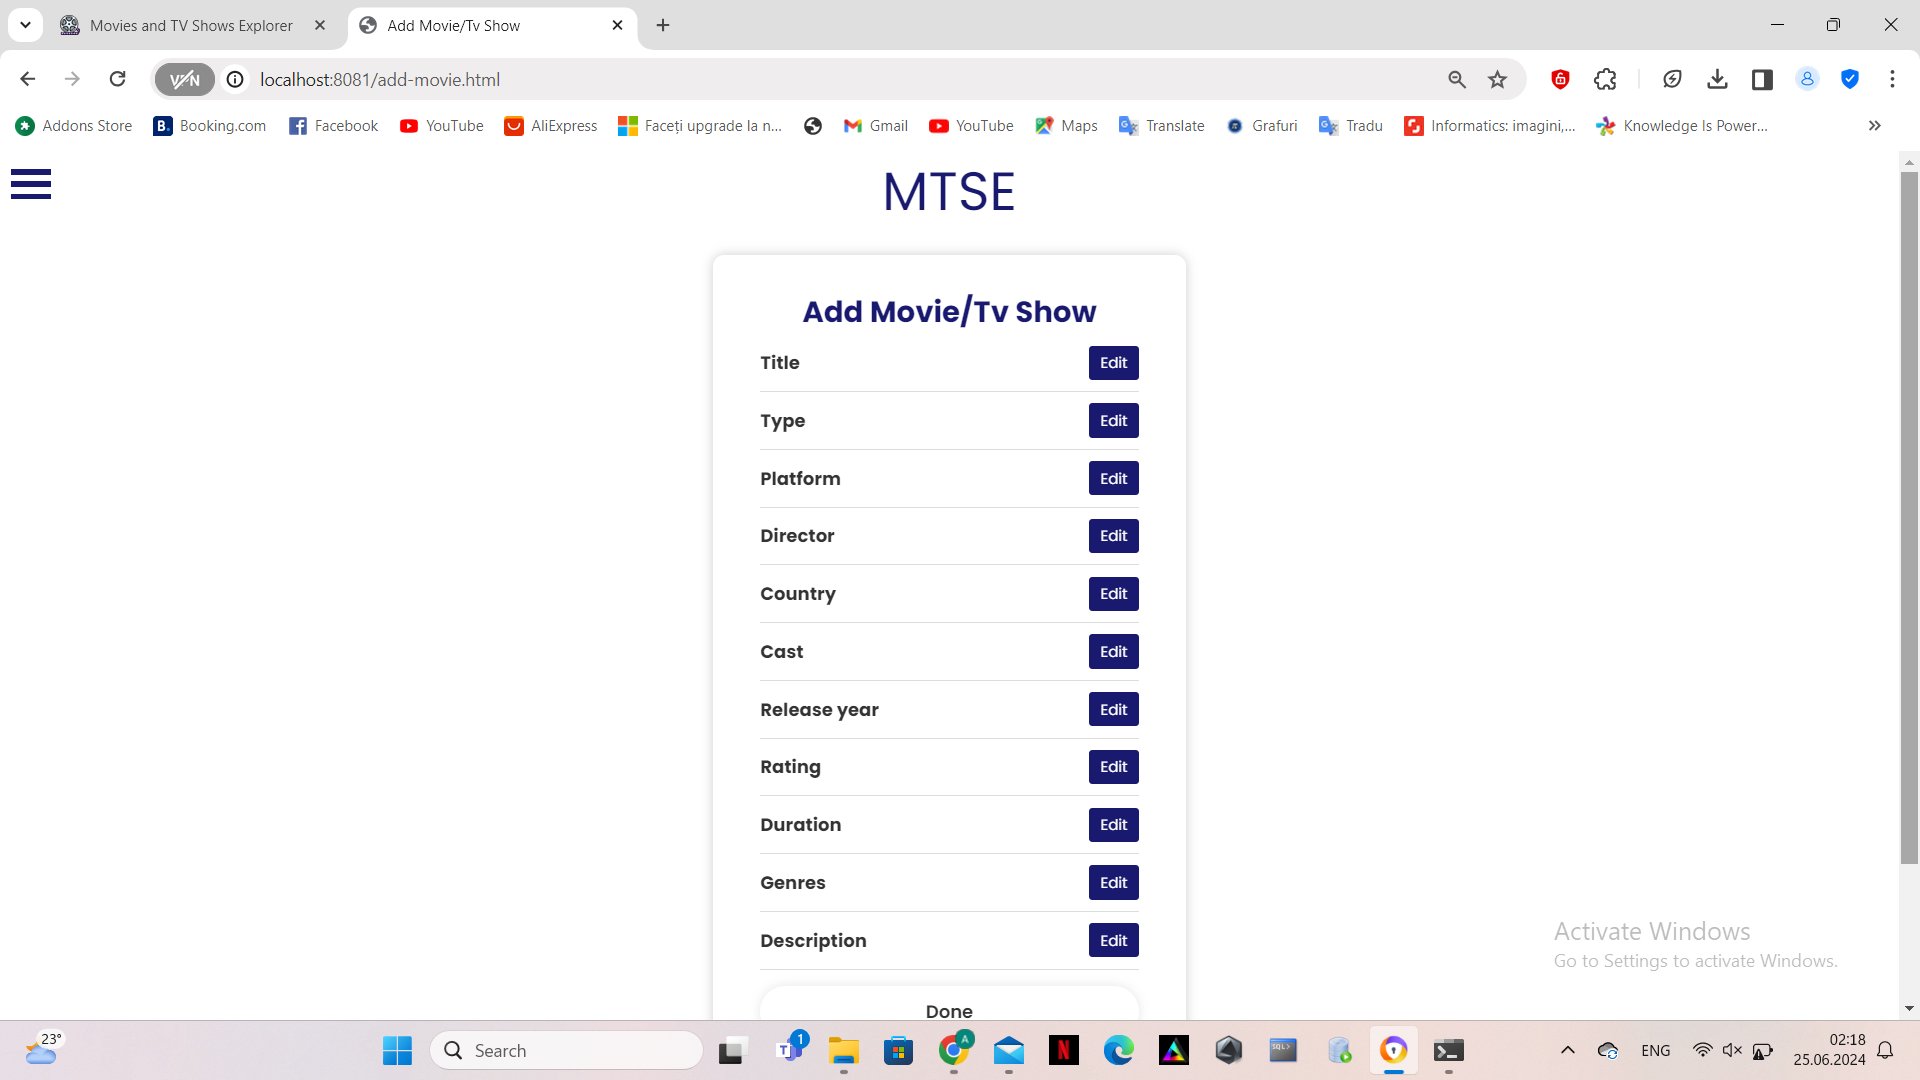 Movies and TV Shows Explorer
Add Movie/Tv Show
VPN
localhost:8081/add-movie.html
Addons Store
B.
Booking.com
Facebook
YouTube
AliExpress
Faceți upgrade la n...
Gmail
YouTube
Maps
Translate
Grafuri
Tradu
Informatics: imagini,...
Knowledge Is Power...
MTSE
Add Movie/Tv Show
Title
Edit
Type
Edit
Platform
Edit
Director
Edit
Country
Edit
Cast
Edit
Release year
Edit
Rating
Edit
Duration
Edit
Genres
Edit
Description
Edit
Done
Activate Windows
Go to Settings to activate Windows.
23°
Search
T
1
A
N
SQL>
ENG
02:18
25.06.2024